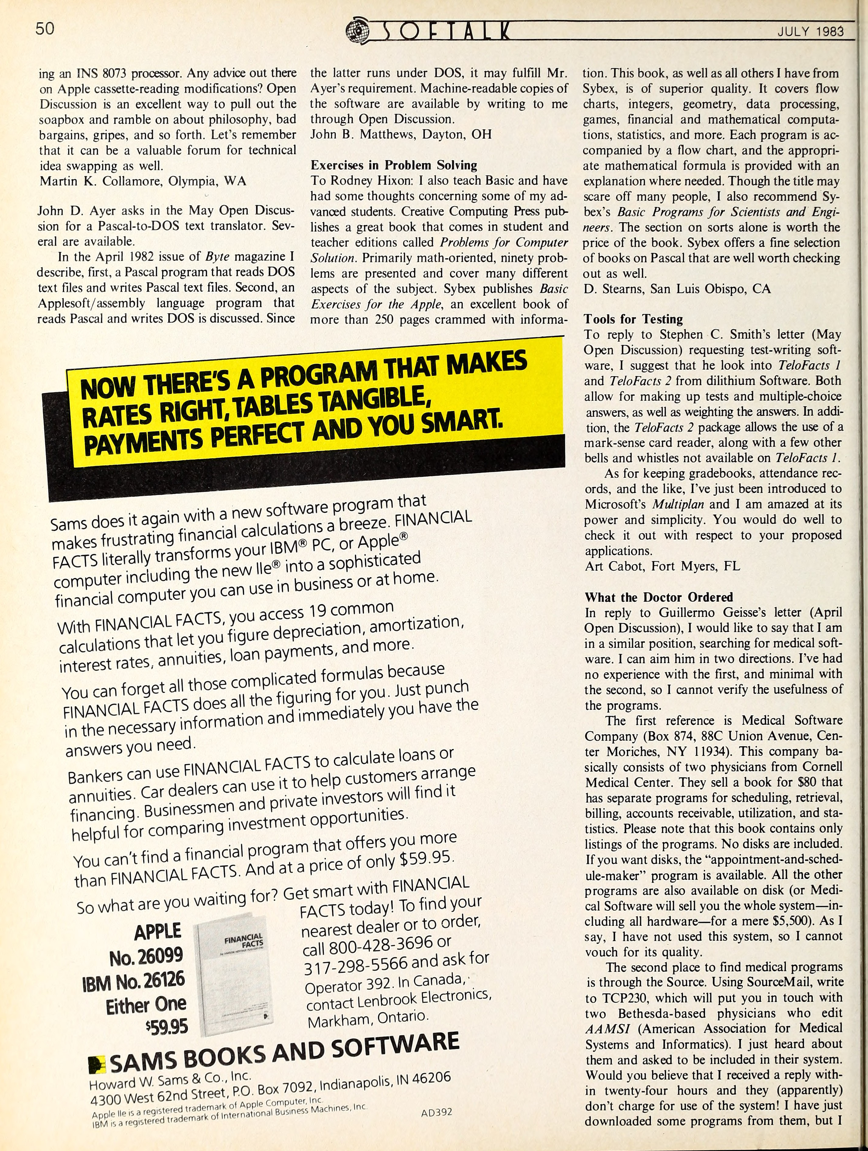 50
SOFTALK
JULY 1983
ing an INS 8073 processor. Any advice out there
on Apple cassette-reading modifications? Open
Discussion is an excellent way to pull out the
soapbox and ramble on about philosophy, bad
bargains, gripes, and so forth. Let's remember
that it can be a valuable forum for technical
idea swapping as well.
Martin K. Collamore, Olympia, WA
John D. Ayer asks in the May Open Discus-
sion for a Pascal-to-DOS text translator. Sev-
eral are available.
In the April 1982 issue of Byte magazine I
describe, first, a Pascal program that reads DOS
text files and writes Pascal text files. Second, an
Applesoft/assembly language program that
reads Pascal and writes DOS is discussed. Since
the latter runs under DOS, it may fulfill Mr.
Ayer's requirement. Machine-readable copies of
the software are available by writing to me
through Open Discussion.
John B. Matthews, Dayton, OH
Exercises in Problem Solving
To Rodney Hixon: I also teach Basic and have
had some thoughts concerning some of my ad-
vanced students. Creative Computing Press pub-
lishes a great book that comes in student and
teacher editions called Problems for Computer
Solution. Primarily math-oriented, ninety prob-
lems are presented and cover many different
aspects of the subject. Sybex publishes Basic
Exercises for the Apple, an excellent book of
more than 250 pages crammed with informa-
tion. This book, as well as all others I have from
Sybex, is of superior quality. It covers flow
charts, integers, geometry, data processing,
games, financial and mathematical computa-
tions, statistics, and more. Each program is ac-
companied by a flow chart, and the appropri-
ate mathematical formula is provided with an
explanation where needed. Though the title may
scare off many people, I also recommend Sy-
bex's Basic Programs for Scientists and Engi-
neers. The section on sorts alone is worth the
price of the book. Sybex offers a fine selection
of books on Pascal that are well worth checking
out as well.
D. Stearns, San Luis Obispo, CA
Tools for Testing
To reply to Stephen C. Smith's letter (May
Open Discussion) requesting test-writing soft-
ware, I suggest that he look into TeloFacts 1
and TeloFacts 2 from dilithium Software. Both
allow for making up tests and multiple-choice
answers, as well as weighting the answers. In addi-
tion, the TeloFacts 2 package allows the use of a
mark-sense card reader, along with a few other
bells and whistles not available on TeloFacts 1.
As for keeping gradebooks, attendance rec-
ords, and the like, I've just been introduced to
Microsoft's Multiplan and I am amazed at its
power and simplicity. You would do well to
check it out with respect to your proposed
applications.
Art Cabot, Fort Myers, FL
What the Doctor Ordered
In reply to Guillermo Geisse's letter (April
Open Discussion), I would like to say that I am
in a similar position, searching for medical soft-
ware. I can aim him in two directions. I've had
no experience with the first, and minimal with
the second, so I cannot verify the usefulness of
the programs.
The first reference is Medical Software
Company (Box 874, 88C Union Avenue, Cen-
ter Moriches, NY 11934). This company ba-
sically consists of two physicians from Cornell
Medical Center. They sell a book for $80 that
has separate programs for scheduling, retrieval,
billing, accounts receivable, utilization, and sta-
tistics. Please note that this book contains only
listings of the programs. No disks are included.
If you want disks, the "appointment-and-sched-
ule-maker" program is available. All the other
programs are also available on disk (or Medi-
cal Software will sell you the whole system—in-
cluding all hardware—for a mere $5,500). As I
say, I have not used this system, so I cannot
vouch for its quality.
The second place to find medical programs
is through the Source. Using SourceMail, write
to TCP230, which will put you in touch with
two Bethesda-based physicians who edit
AAMSI (American Association for Medical
Systems and Informatics). I just heard about
them and asked to be included in their system.
Would you believe that I received a reply with-
in twenty-four hours and they (apparently)
don't charge for use of the system! I have just
downloaded some programs from them, but I
NOW THERE'S A PROGRAM THAT MAKES
RATES RIGHT, TABLES TANGIBLE,
PAYMENTS PERFECT AND YOU SMART.
Sams does it again with a new software program that
makes frustrating financial calculations a breeze. FINANCIAL
FACTS literally transforms your IBM® PC, or Apple®
computer including the new IIe® into a sophisticated
financial computer you can use in business or at home.
With FINANCIAL FACTS, you access 19 common
calculations that let you figure depreciation, amortization,
interest rates, annuities, loan payments, and more.
You can forget all those complicated formulas because
FINANCIAL FACTS does all the figuring for you. Just punch
in the necessary information and immediately you have the
answers you need.
Bankers can use FINANCIAL FACTS to calculate loans or
annuities. Car dealers can use it to help customers arrange
financing. Businessmen and private investors will find it
helpful for comparing investment opportunities.
You can't find a financial program that offers you more
than FINANCIAL FACTS. And at a price of only $59.95.
So what are you waiting for? Get smart with FINANCIAL
FACTS today! To find your
nearest dealer or to order,
call 800-428-3696 or
317-298-5566 and ask for
Operator 392. In Canada,
contact Lenbrook Electronics,
Markham, Ontario.
APPLE
No. 26099
IBM No. 26126
Either One
$59.95
FINANCIAL
FACTS
SAMS BOOKS AND SOFTWARE
Howard W. Sams & Co., Inc.
4300 West 62nd Street, P.O. Box 7092, Indianapolis, IN 46206
Apple IIe is a registered trademark of Apple Computer, Inc.
IBM is a registered trademark of International Business Machines, Inc.
AD392